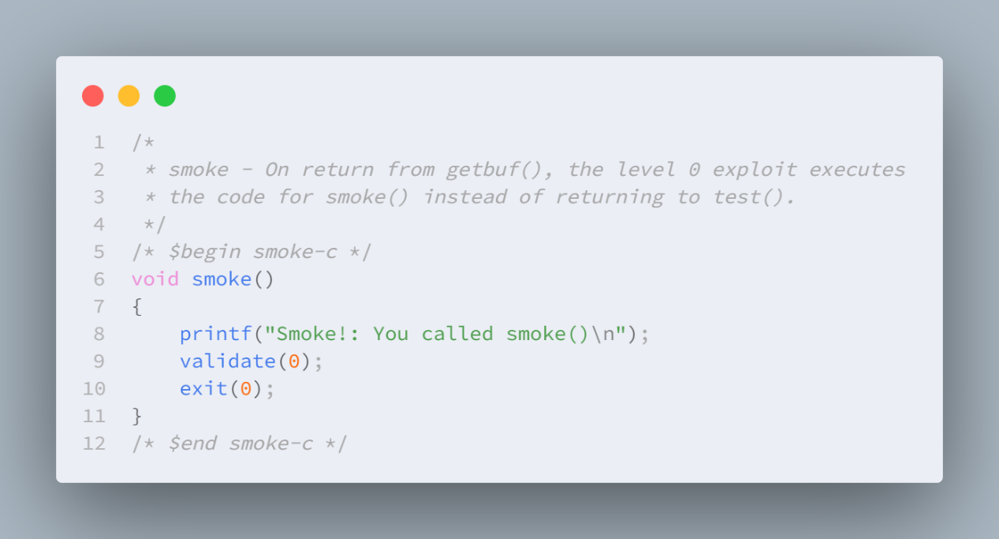 1 /*
2  * smoke - On return from getbuf(), the level 0 exploit executes
3  * the code for smoke() instead of returning to test().
4  */
5 /* $begin smoke-c */
6 void smoke()
7 {
8     printf("Smoke!: You called smoke()\n");
9     validate(0);
10     exit(0);
11 }
12 /* $end smoke-c */